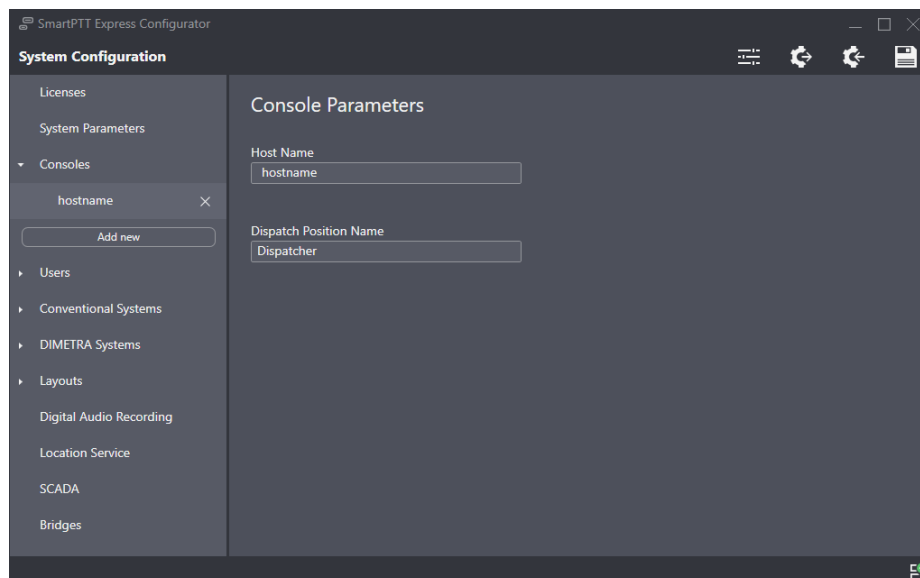 SmartPTT Express Configurator
System Configuration
Licenses
System Parameters
Consoles
hostname
Add new
Users
Conventional Systems
DIMETRA Systems
Layouts
Digital Audio Recording
Location Service
SCADA
Bridges
Console Parameters
Host Name
hostname
Dispatch Position Name
Dispatcher